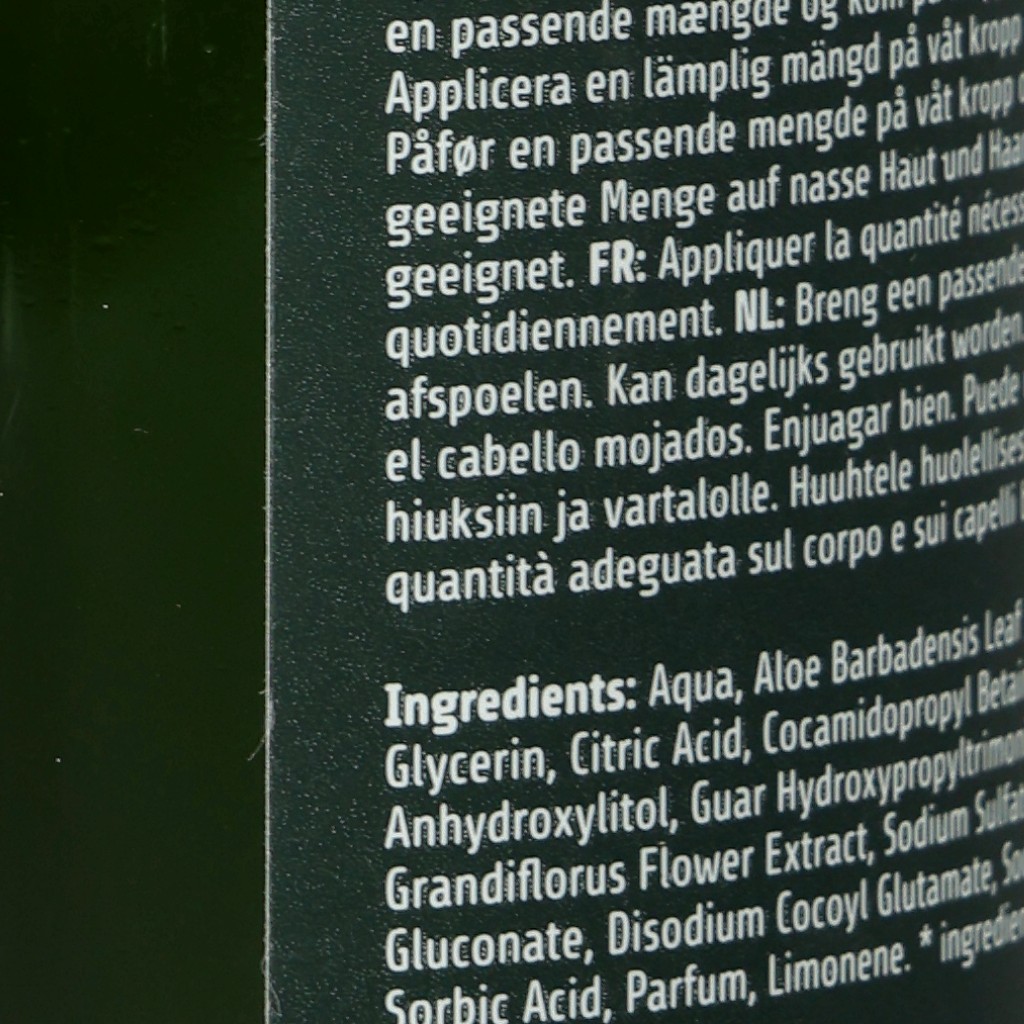 en passende mængde og
Applicera en lämplig mängd på våt kropp
Påfør en passende mengde på våt kropp
geeignete Menge auf nasse Haut und
geeignet. FR: Appliquer la quantité
quotidiennement. NL: Breng een passende
afspoelen. Kan dagelijks gebruikt worden.
el cabello mojados. Enjuagar bien. Puede
hiuksiin ja vartalolle. Huuhtele
quantità adeguata sul corpo e sui capelli
Ingredients: Aqua, Aloe Barbadensis Leaf
Glycerin, Citric Acid, Cocamidopropyl
Anhydroxylitol, Guar
Grandiflorus Flower Extract, Sodium
Gluconate, Disodium Cocoyl Glutamate,
Sorbic Acid, Parfum, Limonene. *